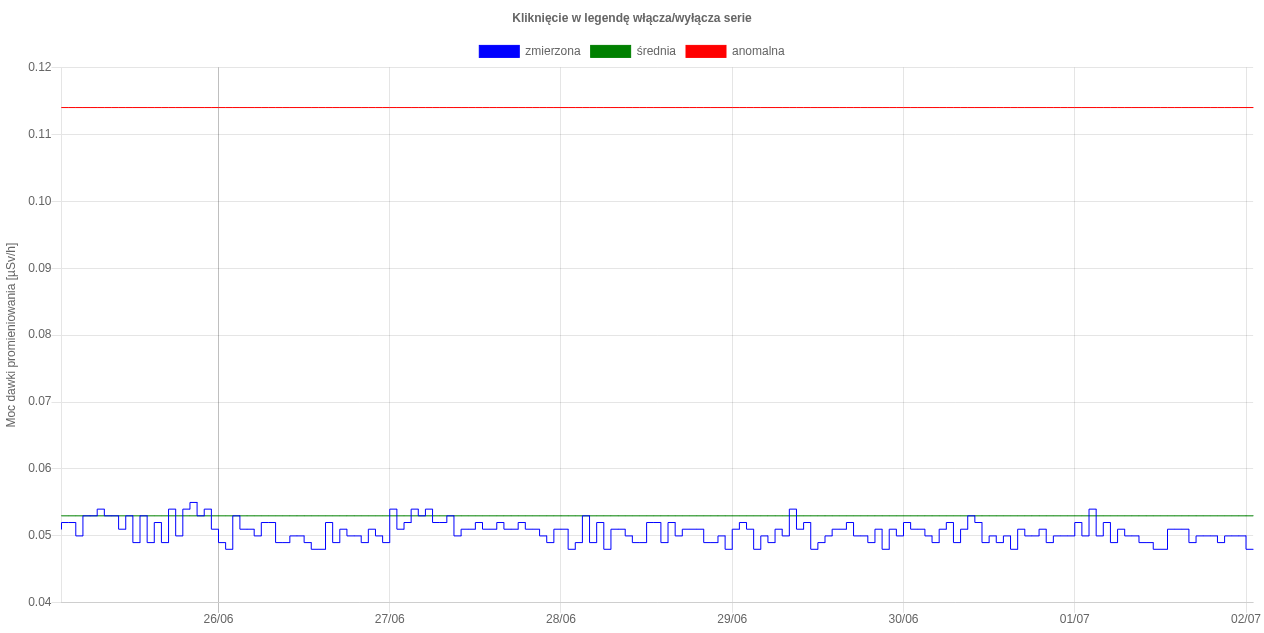 Kliknięcie w legendę włącza/wyłącza serie
zmierzona średnia anomalna
Moc dawki promieniowania [µSv/h]
0.12
0.11
0.10
0.09
0.08
0.07
0.06
0.05
0.04
26/06 27/06 28/06 29/06 30/06 01/07 02/07